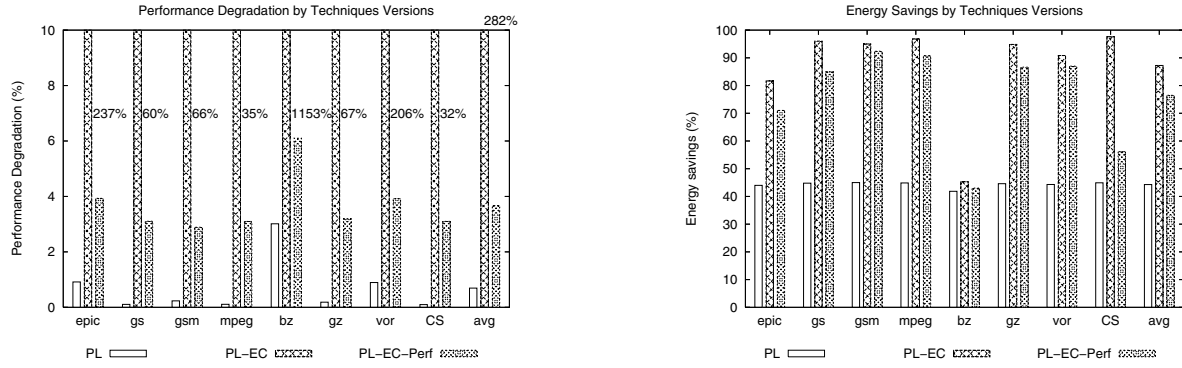 Performance Degradation by Techniques Versions
282%
10
8
6
4
2
0
Performance Degradation (%)
237% 60% 66% 35% 1153% 67% 206% 32%
epic gs gsm mpeg bz gz vor CS avg
PL PL−EC PL−EC−Perf
Energy Savings by Techniques Versions
100
90
80
70
60
50
40
30
20
10
0
Energy savings (%)
epic gs gsm mpeg bz gz vor CS avg
PL PL−EC PL−EC−Perf